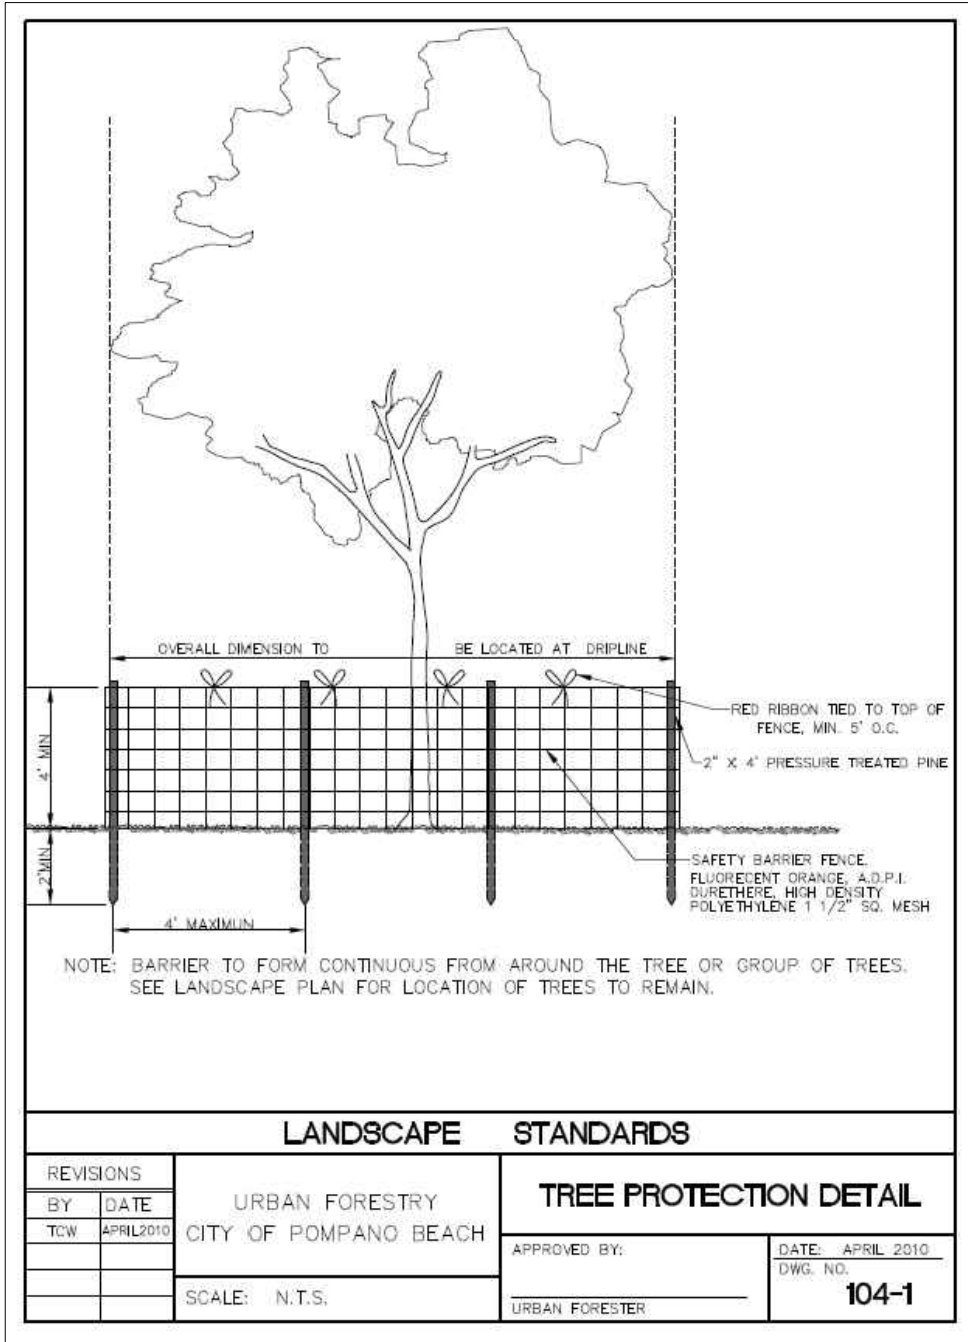 OVERALL DIMENSION TO BE LOCATED AT DRIPLINE
RED RIBBON TIED TO TOP OF
FENCE, MIN. 5' O.C.
2" X 4' PRESSURE TREATED PINE
4' MIN
2'MIN
SAFETY BARRIER FENCE.
FLUORECENT ORANGE, A.D.P.I.
DURETHERE, HIGH DENSITY
POLYETHYLENE 1 1/2" SQ. MESH
4' MAXIMUN
NOTE: BARRIER TO FORM CONTINUOUS FROM AROUND THE TREE OR GROUP OF TREES.
SEE LANDSCAPE PLAN FOR LOCATION OF TREES TO REMAIN.
LANDSCAPE STANDARDS
REVISIONS
BY DATE
TCW APRIL2010
URBAN FORESTRY
CITY OF POMPANO BEACH
SCALE: N.T.S.
TREE PROTECTION DETAIL
APPROVED BY:
URBAN FORESTER
DATE: APRIL 2010
DWG. NO.
104-1